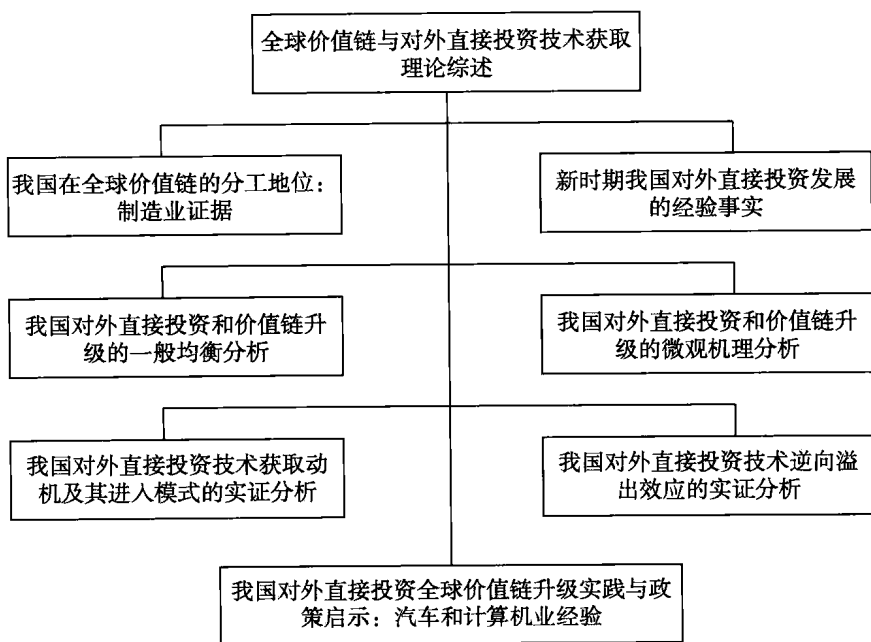 全球价值链与对外直接投资技术获取
理论综述
我国在全球价值链的分工地位：
制造业证据
新时期我国对外直接投资发展
的经验事实
我国对外直接投资和价值链升
级的一般均衡分析
我国对外直接投资和价值链升
级的微观机理分析
我国对外直接投资技术获取动
机及其进入模式的实证分析
我国对外直接投资技术逆向溢
出效应的实证分析
我国对外直接投资全球价值链升级实践与政
策启示：汽车和计算机业经验